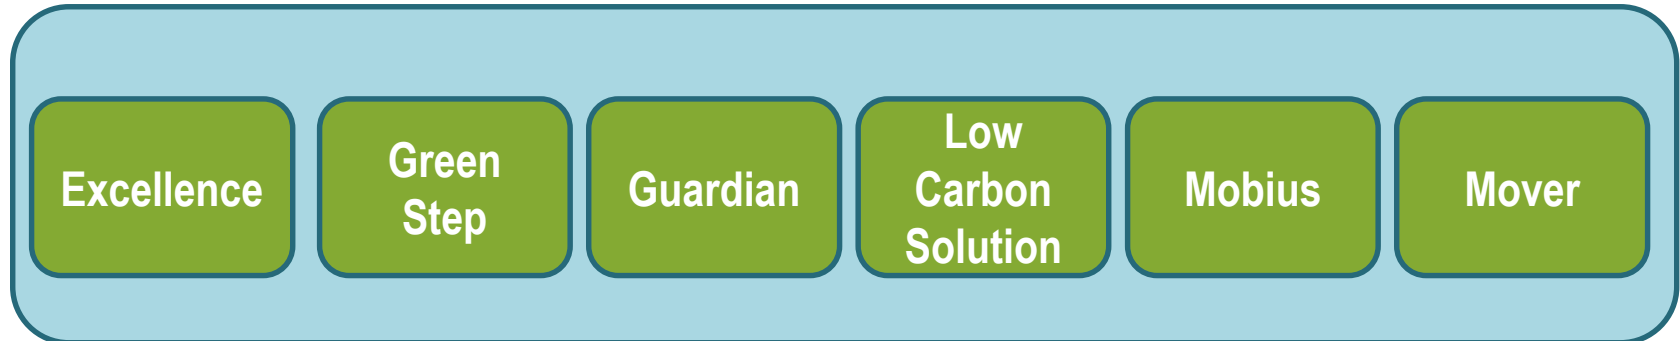 Excellence
Green
Step
Guardian
Low
Carbon
Solution
Mobius
Mover